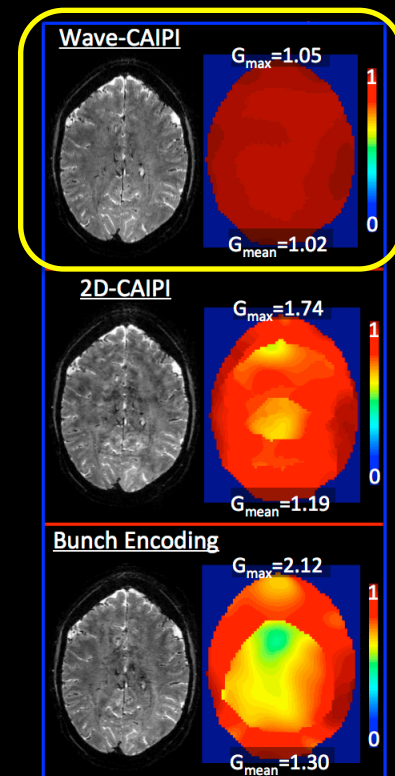 Wave-CAIPI
Gmax=1.05
1
0
Gmean=1.02
2D-CAIPI
Gmax=1.74
1
0
Gmean=1.19
Bunch Encoding
Gmax=2.12
1
0
Gmean=1.30